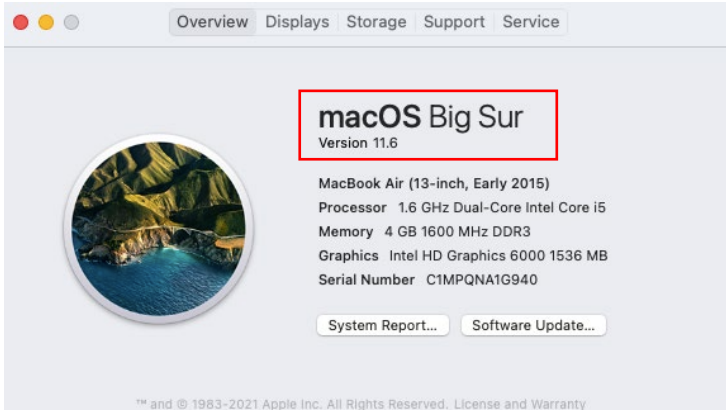 Overview Displays Storage Support Service
macOS Big Sur
Version 11.6
MacBook Air (13-inch, Early 2015)
Processor 1.6 GHz Dual-Core Intel Core i5
Memory 4 GB 1600 MHz DDR3
Graphics Intel HD Graphics 6000 1536 MB
Serial Number C1MPQNA1G940
System Report... Software Update...
™ and © 1983-2021 Apple Inc. All Rights Reserved. License and Warranty